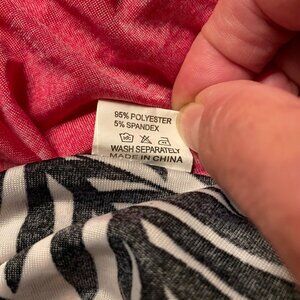 95% POLYESTER
5% SPANDEX
WASH SEPARATELY
MADE IN CHINA